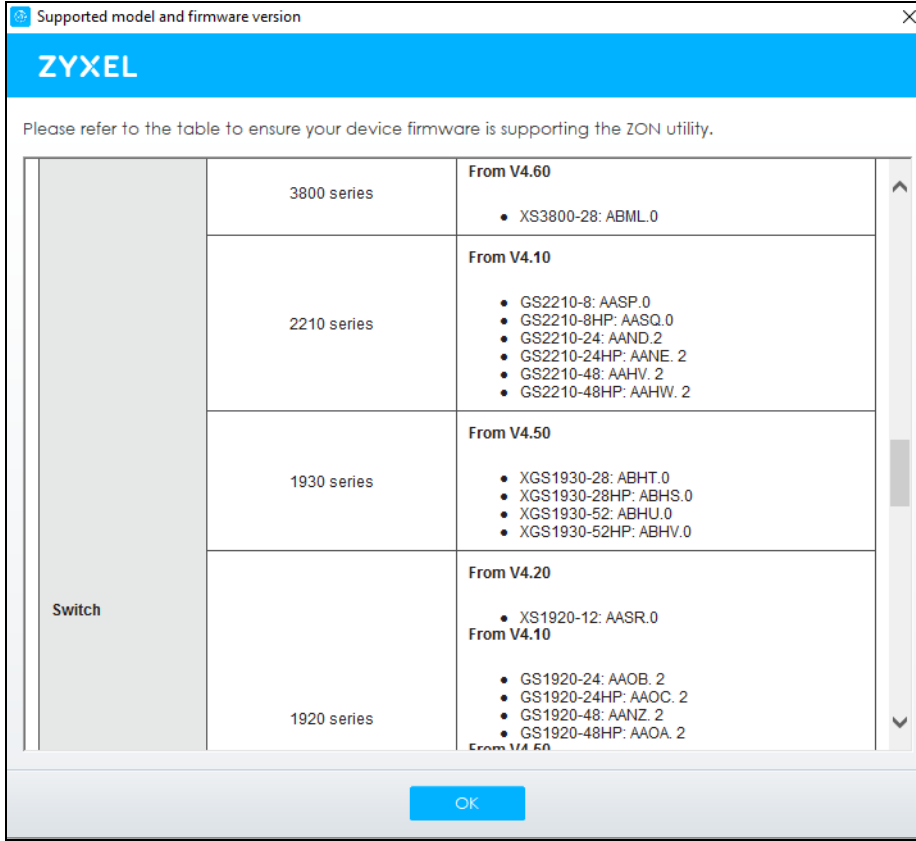 Supported model and firmware version
ZYXEL
Please refer to the table to ensure your device firmware is supporting the ZON utility.
Switch
3800 series
From V4.60
• XS3800-28: ABML.0
2210 series
From V4.10
• GS2210-8: AASP.0
• GS2210-8HP: AASQ.0
• GS2210-24: AAND.2
• GS2210-24HP: AANE. 2
• GS2210-48: AAHV. 2
• GS2210-48HP: AAHW. 2
1930 series
From V4.50
• XGS1930-28: ABHT.0
• XGS1930-28HP: ABHS.0
• XGS1930-52: ABHU.0
• XGS1930-52HP: ABHV.0
1920 series
From V4.20
• XS1920-12: AASR.0
From V4.10
• GS1920-24: AAOB. 2
• GS1920-24HP: AAOC. 2
• GS1920-48: AANZ. 2
• GS1920-48HP: AAOA. 2
From V4.50
OK